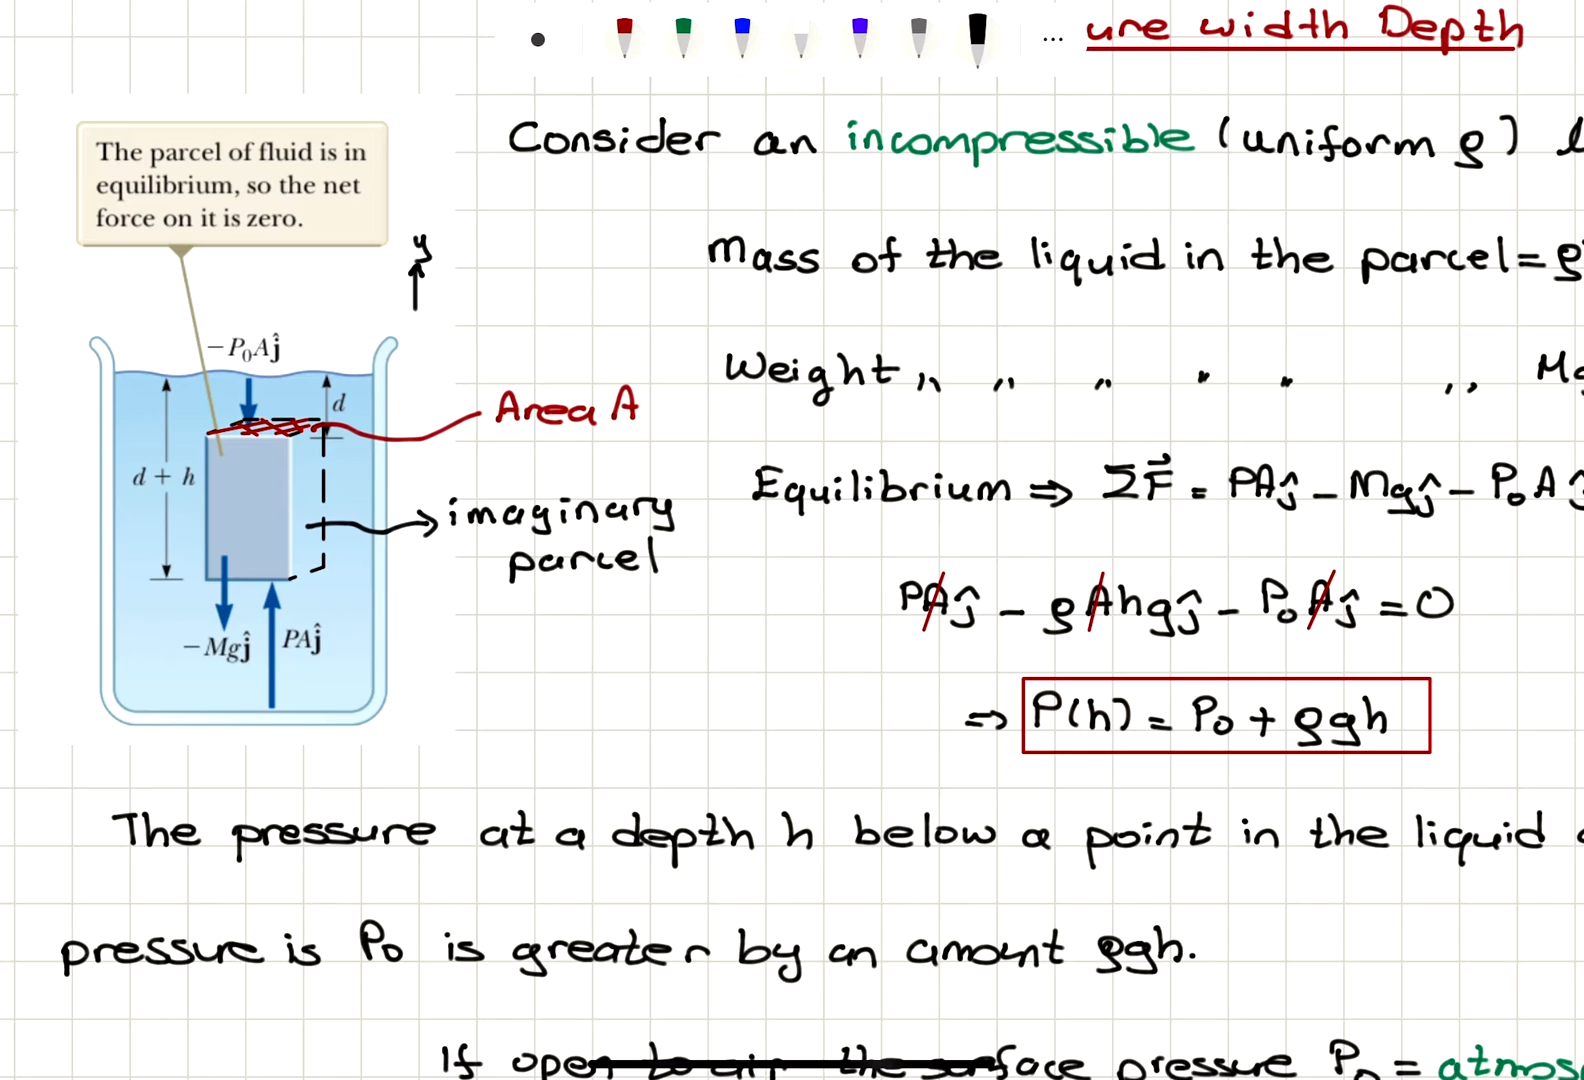 ... ure width Depth
Consider an incompressible (uniform ρ)
The parcel of fluid is in
equilibrium, so the net
force on it is zero.
y
Mass of the liquid in the parcel = ρ
−P₀Aĵ
Weight ,, ,, ,, ,, ,, ,, Mg
d
Area A
d + h
Equilibrium ⇒ ΣF⃗ = PAĵ − Mgĵ − P₀Aĵ
imaginary
parcel
PAĵ − ρAhgĵ − P₀Aĵ = 0
−Mgĵ
PAĵ
⇒ P(h) = P₀ + ρgh
The pressure at a depth h below a point in the liquid
pressure is P₀ is greater by an amount ρgh.
If open to air the surface pressure P₀ = atmos